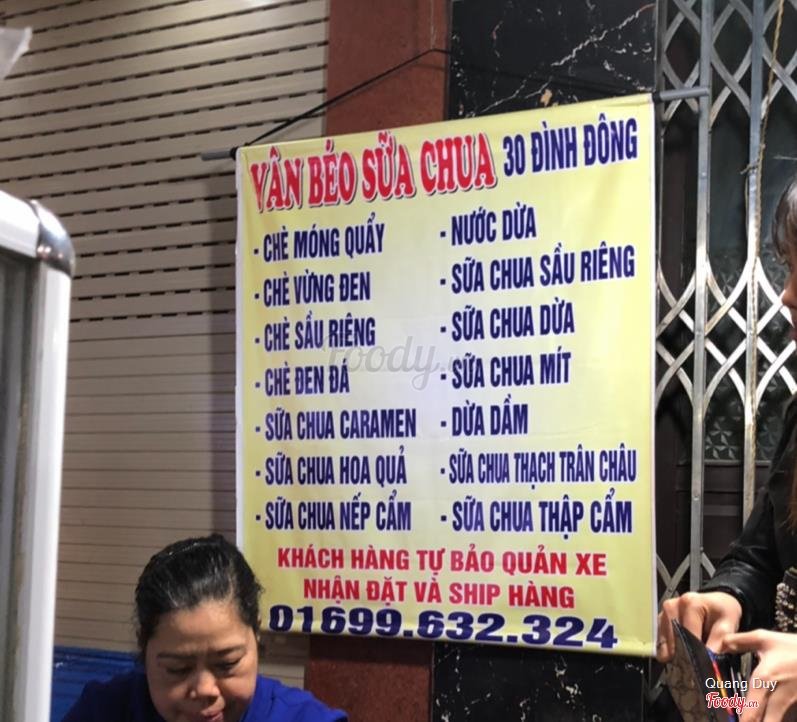 VÂN BÉO SỮA CHUA 30 ĐÌNH ĐÔNG
- CHÈ MÓNG QUẨY
- CHÈ VỪNG ĐEN
- CHÈ SẦU RIÊNG
- CHÈ ĐEN ĐÁ
- SỮA CHUA CARAMEN
- SỮA CHUA HOA QUẢ
- SỮA CHUA NẾP CẨM
- NƯỚC DỪA
- SỮA CHUA SẦU RIÊNG
- SỮA CHUA DỪA
- SỮA CHUA MÍT
- DỪA DẦM
- SỮA CHUA THẠCH TRÂN CHÂU
- SỮA CHUA THẬP CẨM
KHÁCH HÀNG TỰ BẢO QUẢN XE
NHẬN ĐẶT VÀ SHIP HÀNG
01699.632.324
foody.vn
Quang Duy
Foody.vn